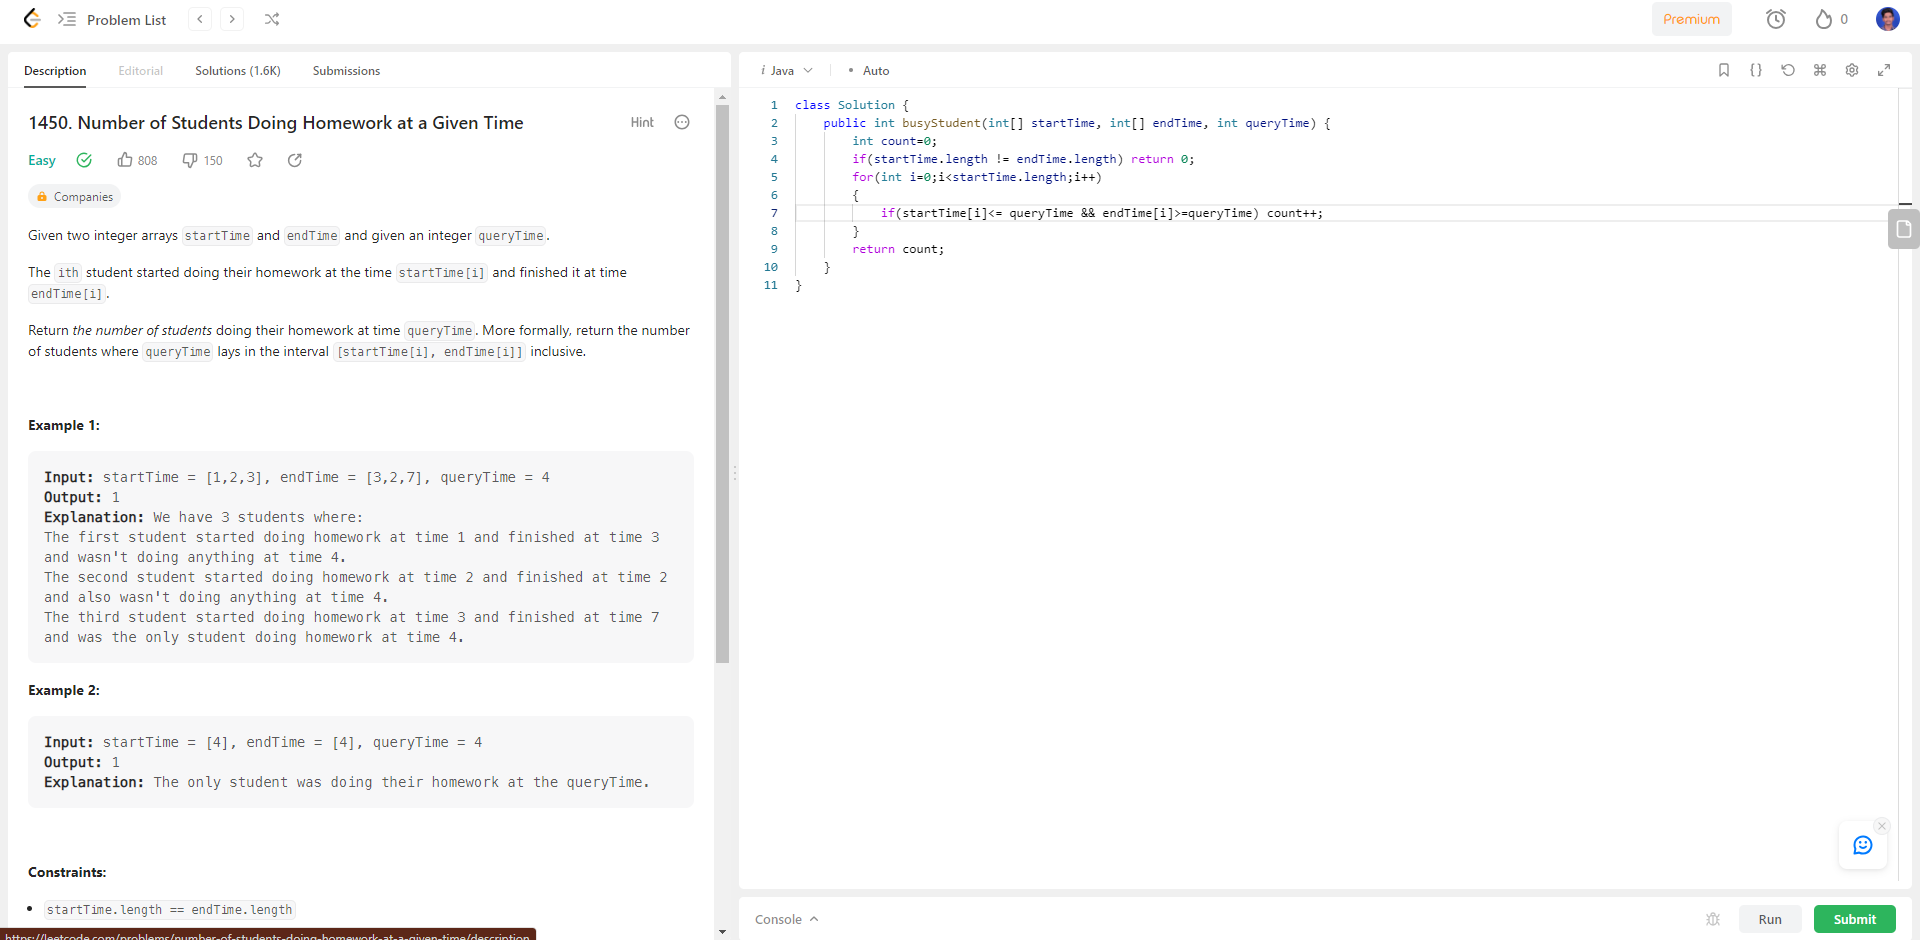 Problem List
Premium
0
Description Editorial Solutions (1.6K) Submissions
1450. Number of Students Doing Homework at a Given Time
Hint
Easy 808 150
Companies
Given two integer arrays startTime and endTime and given an integer queryTime.
The ith student started doing their homework at the time startTime[i] and finished it at time
endTime[i].
Return the number of students doing their homework at time queryTime. More formally, return the number
of students where queryTime lays in the interval [startTime[i], endTime[i]] inclusive.
Example 1:
Input: startTime = [1,2,3], endTime = [3,2,7], queryTime = 4
Output: 1
Explanation: We have 3 students where:
The first student started doing homework at time 1 and finished at time 3
and wasn't doing anything at time 4.
The second student started doing homework at time 2 and finished at time 2
and also wasn't doing anything at time 4.
The third student started doing homework at time 3 and finished at time 7
and was the only student doing homework at time 4.
Example 2:
Input: startTime = [4], endTime = [4], queryTime = 4
Output: 1
Explanation: The only student was doing their homework at the queryTime.
Constraints:
• startTime.length == endTime.length
https://leetcode.com/problems/number-of-students-doing-homework-at-a-given-time/description
i Java • Auto
1 class Solution {
2 public int busyStudent(int[] startTime, int[] endTime, int queryTime) {
3 int count=0;
4 if(startTime.length != endTime.length) return 0;
5 for(int i=0;i<startTime.length;i++)
6 {
7 if(startTime[i]<= queryTime && endTime[i]>=queryTime) count++;
8 }
9 return count;
10 }
11 }
Console
Run
Submit